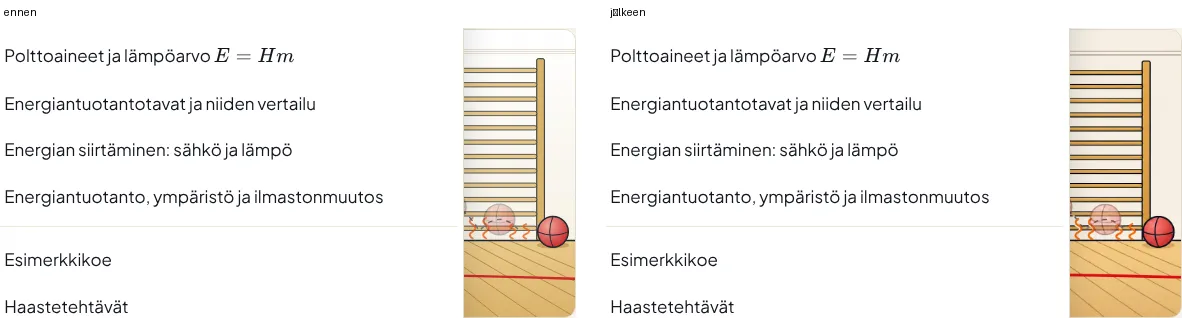 ennen
Polttoaineet ja lämpöarvo E = Hm
Energiantuotantotavat ja niiden vertailu
Energian siirtäminen: sähkö ja lämpö
Energiantuotanto, ympäristö ja ilmastonmuutos
Esimerkkikoe
Haastetehtävät
j▯lkeen
Polttoaineet ja lämpöarvo E = Hm
Energiantuotantotavat ja niiden vertailu
Energian siirtäminen: sähkö ja lämpö
Energiantuotanto, ympäristö ja ilmastonmuutos
Esimerkkikoe
Haastetehtävät